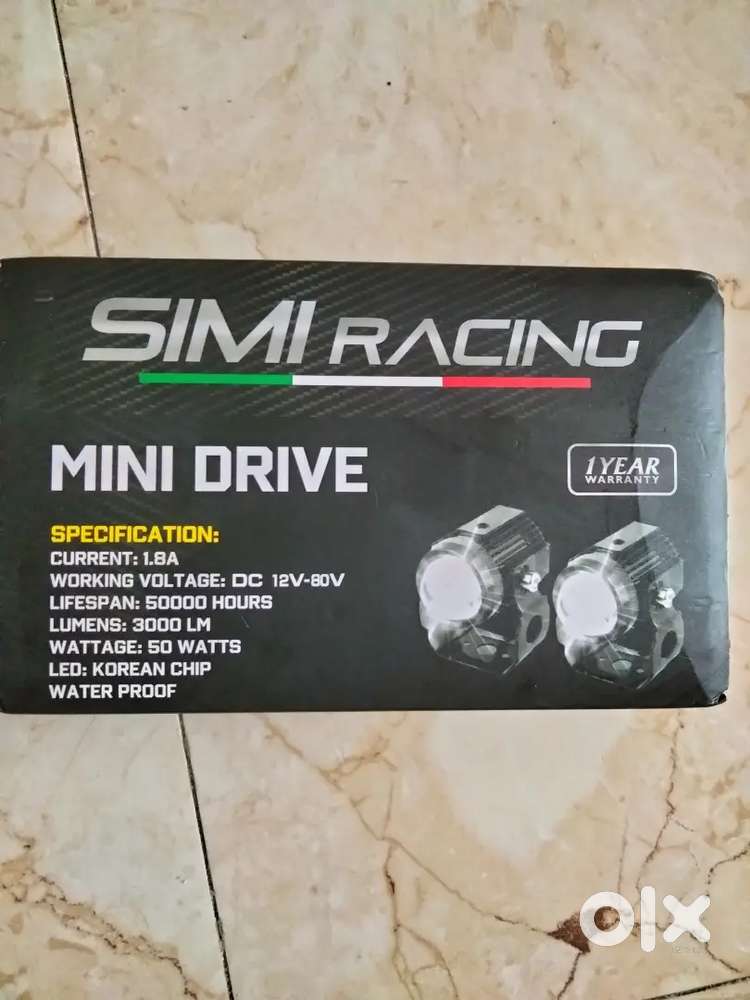 SIMI RACING
MINI DRIVE
1 YEAR
WARRANTY
SPECIFICATION:
CURRENT: 1.8A
WORKING VOLTAGE: DC 12V-80V
LIFESPAN: 50000 HOURS
LUMENS: 3000 LM
WATTAGE: 50 WATTS
LED: KOREAN CHIP
WATER PROOF
olx